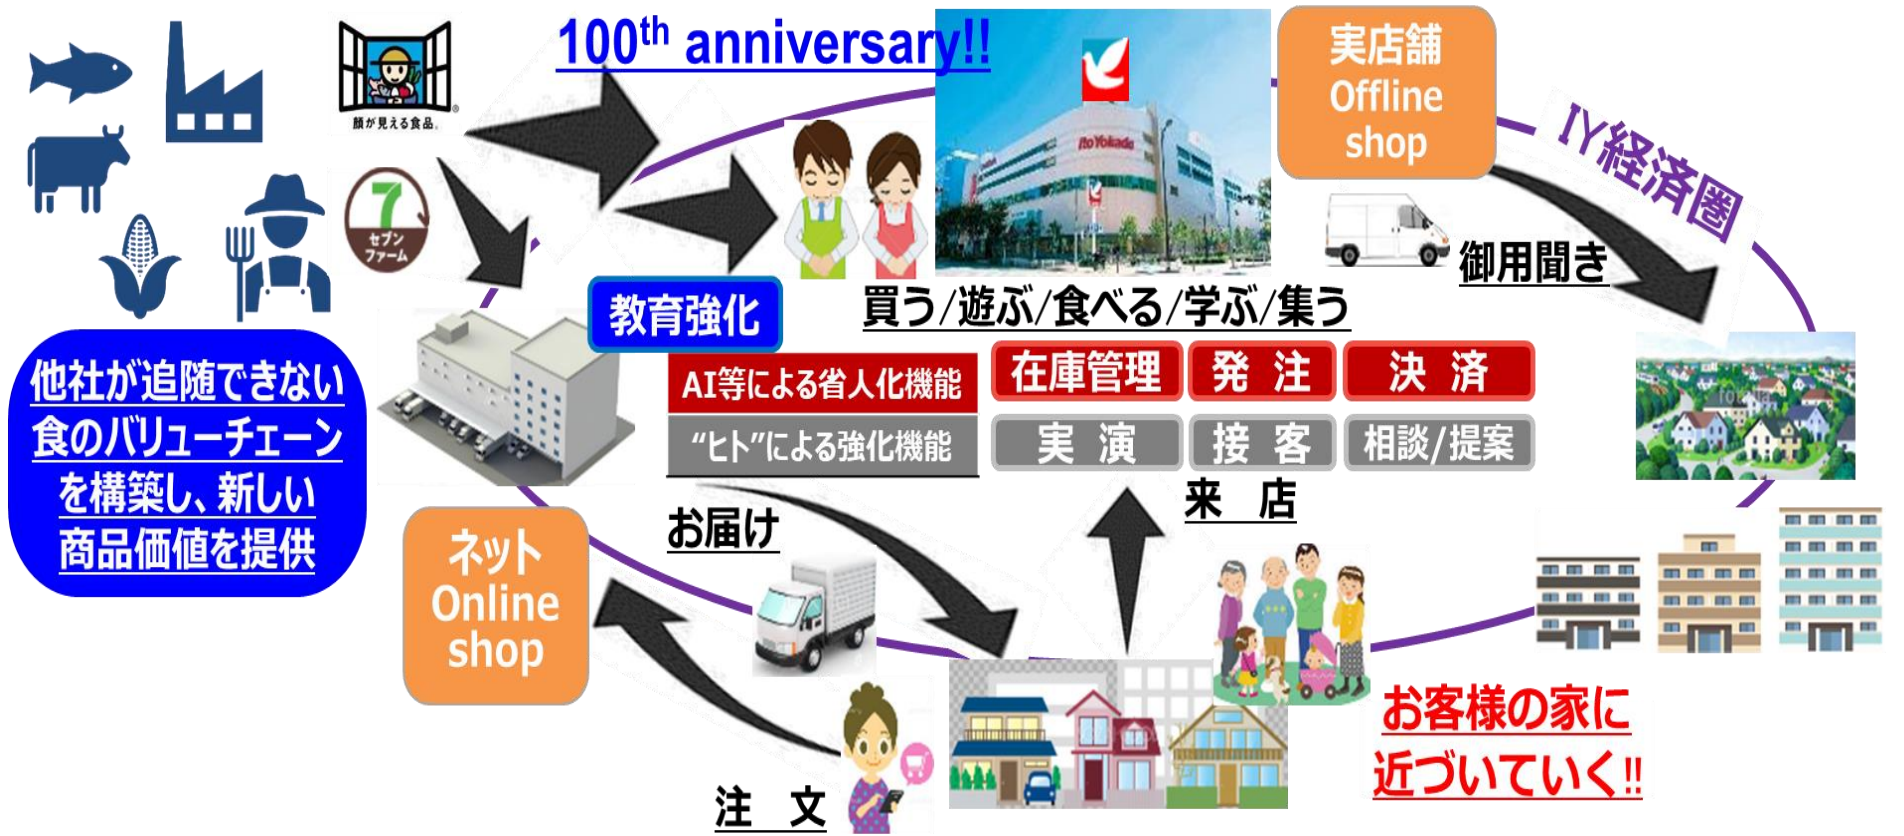 100th anniversary!!
実店舗
Offline
shop
IY経済圏
顔が見える食品。
7
セブン
ファーム
Ito Yokado
御用聞き
教育強化
買う/遊ぶ/食べる/学ぶ/集う
他社が追随できない
食のバリューチェーン
を構築し、新しい
商品価値を提供
AI等による省人化機能
在庫管理
発 注
決 済
“ヒト”による強化機能
実 演
接 客
相談/提案
来 店
お届け
ネット
Online
shop
お客様の家に
近づいていく!!
注 文